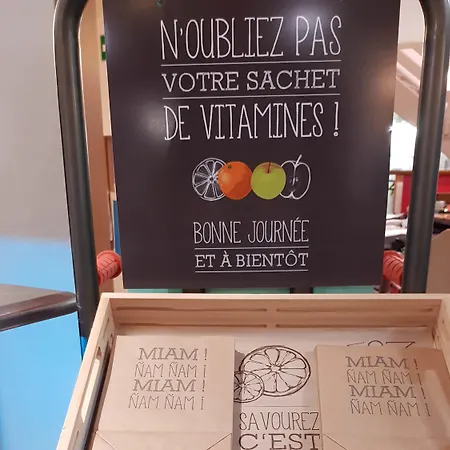 N'OUBLIEZ PAS
VOTRE SACHET
DE VITAMINES !
BONNE JOURNÉE
ET À BIENTÔT
MIAM !
ÑAM ÑAM ¡
MIAM !
ÑAM ÑAM ¡
SAVOUREZ
C'EST
MIAM !
ÑAM ÑAM ¡
MIAM !
ÑAM ÑAM ¡